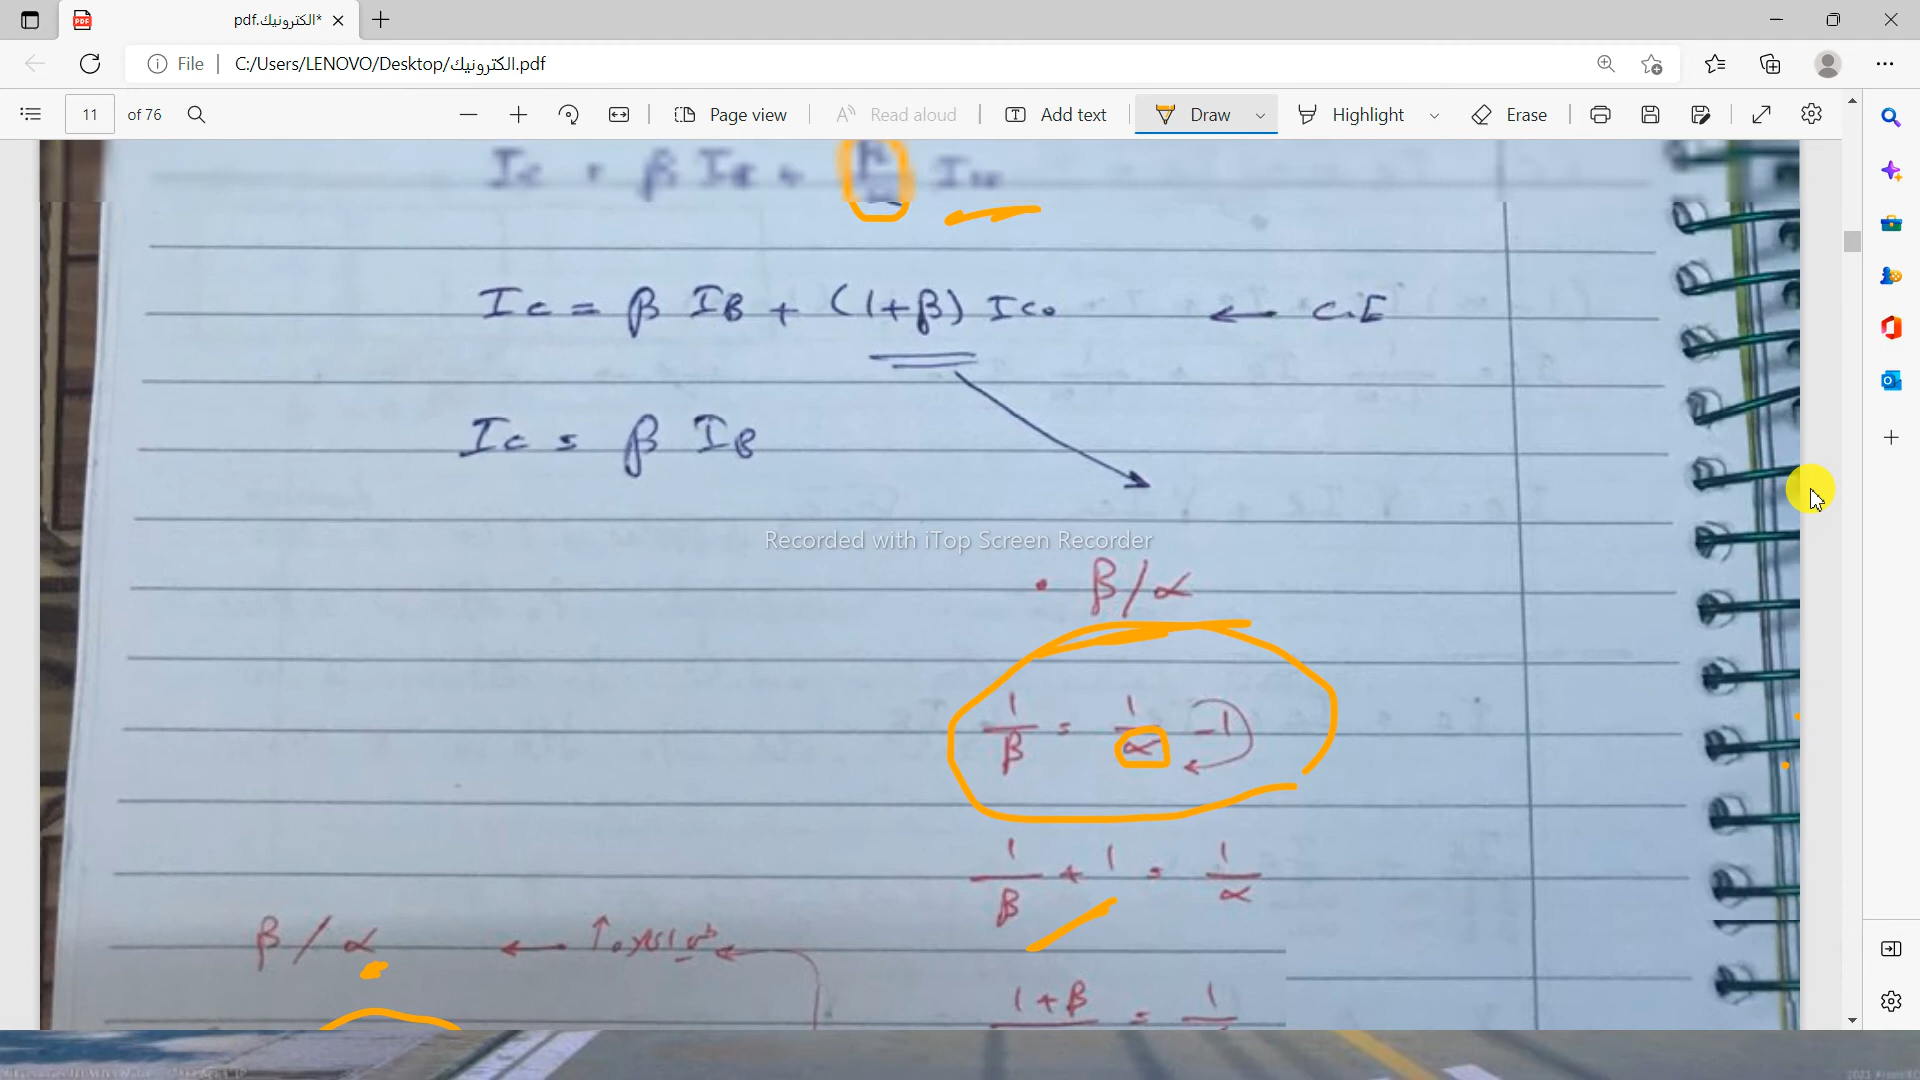 *الكترونيك.pdf
File
C:/Users/LENOVO/Desktop/الكترونيك.pdf
11 of 76
Page view
Read aloud
Add text
Draw
Highlight
Erase
Ic = β IB +
Ic = β IB + (1+β) Ico ← C.E
Ic = β IB
Recorded with iTop Screen Recorder
• β/α
1/β = 1/α -1
1/β + 1 = 1/α
β / α ←
1+β = 1